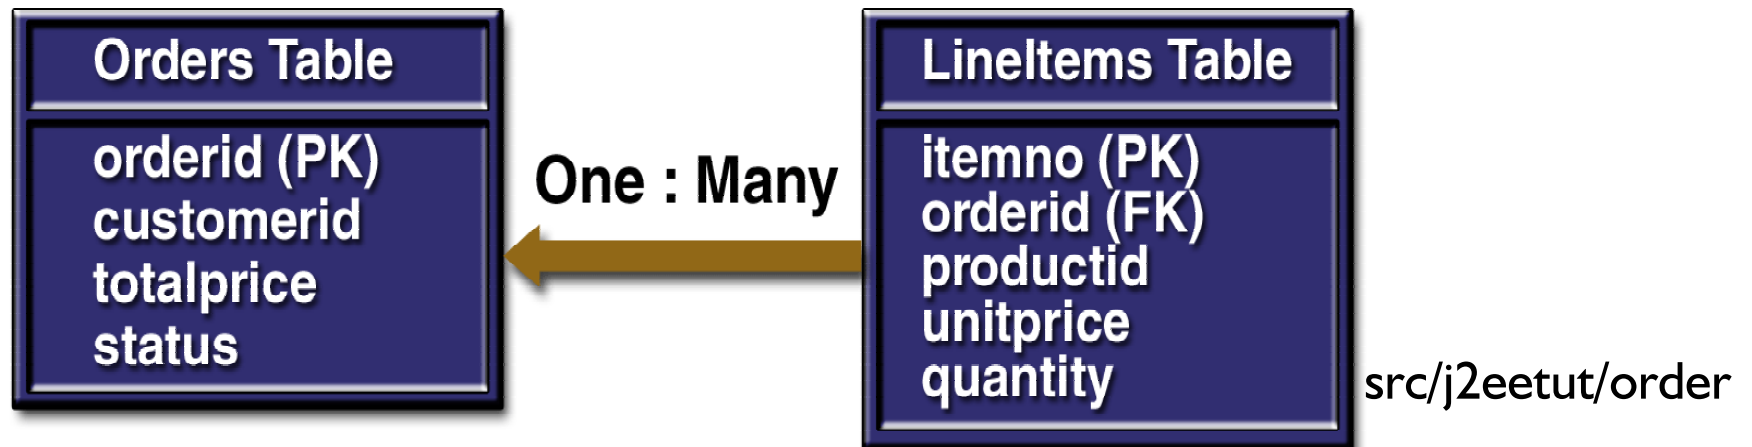 Orders Table
orderid (PK)
customerid
totalprice
status
One : Many
LineItems Table
itemno (PK)
orderid (FK)
productid
unitprice
quantity
src/j2eetut/order